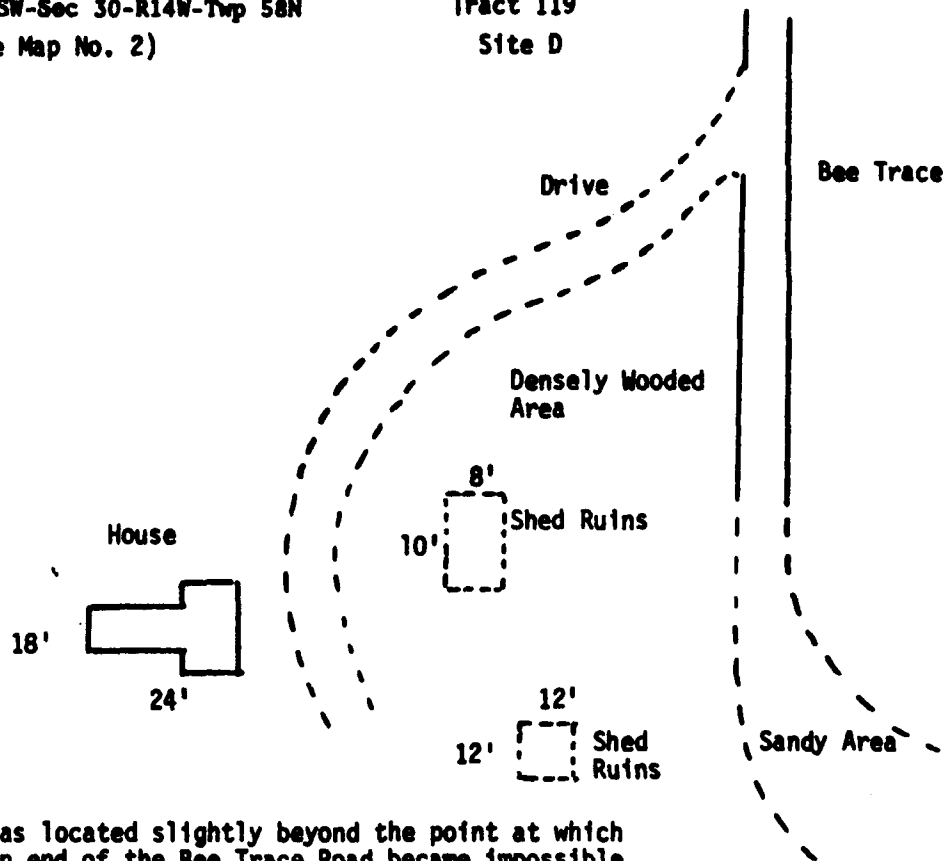 SW-Sec 30-R14W-Twp 58N
Tract 119
Map No. 2)
Site D
Bee Trace
Drive
Densely Wooded
Area
8'
Shed Ruins
10'
House
18'
24'
12'
12'
Shed
Ruins
Sandy Area
as located slightly beyond the point at which
end of the Bee Trace Road became impossible